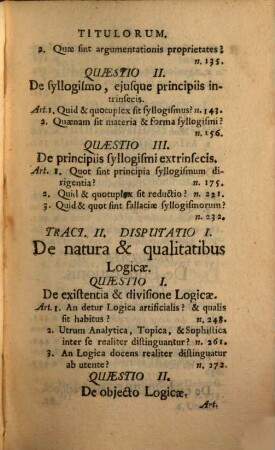 TITULORUM.
2. Quæ sint argumentationis proprietates?
n. 135.
QUÆSTIO II.
De syllogismo, ejusque principiis in-
trinsecis.
Art. 1. Quid & quotuplex sit syllogismus? n. 143.
2. Quænam sit materia & forma syllogismi?
n. 156.
QUÆSTIO III.
De principiis syllogismi extrinsecis.
Art. 1. Quot sint principia syllogismum di-
rigentia? n. 175.
2. Quid & quotuplex sit reductio? n. 221.
3. Quid & quot sint fallaciæ syllogismorum?
n. 232.
TRACT. II. DISPUTATIO I.
De natura & qualitatibus
Logicæ.
QUÆSTIO I.
De existentia & divisione Logicæ.
Art. 1. An detur Logica artificialis? & qualis
sit habitus? n. 248.
2. Utrum Analytica, Topica, & Sophistica
inter se realiter distinguantur? n. 261.
3. An Logica docens realiter distinguatur
ab utente? n. 272.
QUÆSTIO II.
De objecto Logicæ.
Art.